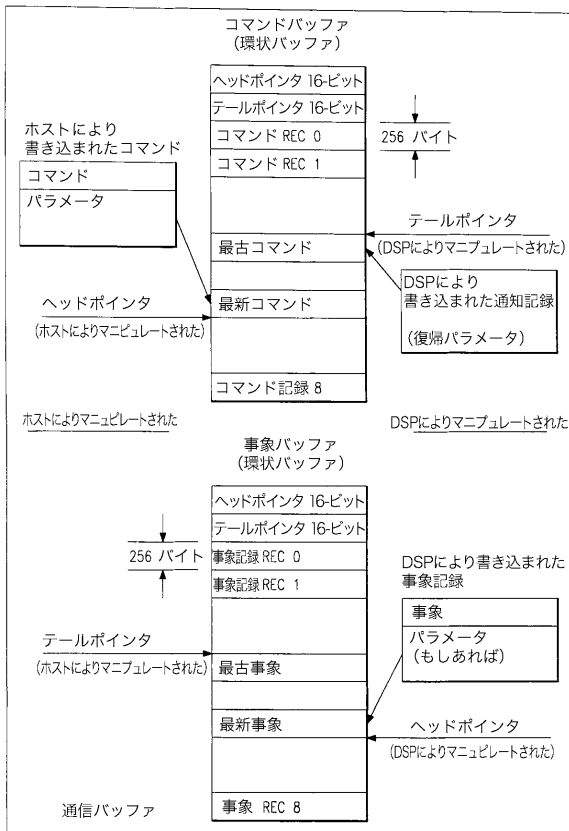 コマンドバッファ
(環状バッファ)
ヘッドポインタ 16-ビット
テールポインタ 16-ビット
コマンド REC 0
コマンド REC 1
256 バイト
ホストにより
書き込まれたコマンド
コマンド
パラメータ
テールポインタ
(DSPによりマニプュレートされた)
最古コマンド
DSPにより
書き込まれた通知記録
(復帰パラメータ)
ヘッドポインタ
(ホストによりマニピュレートされた)
最新コマンド
コマンド記録 8
ホストによりマニュピレートされた
DSPによりマニプュレートされた
事象バッファ
(環状バッファ)
ヘッドポインタ 16-ビット
テールポインタ 16-ビット
256 バイト
事象記録 REC 0
事象記録 REC 1
DSPにより書き込まれた
事象記録
事象
パラメータ
(もしあれば)
テールポインタ
(ホストによりマニプュレートされた)
最古事象
最新事象
ヘッドポインタ
(DSPによりマニュピレートされた)
事象 REC 8
通信バッファ